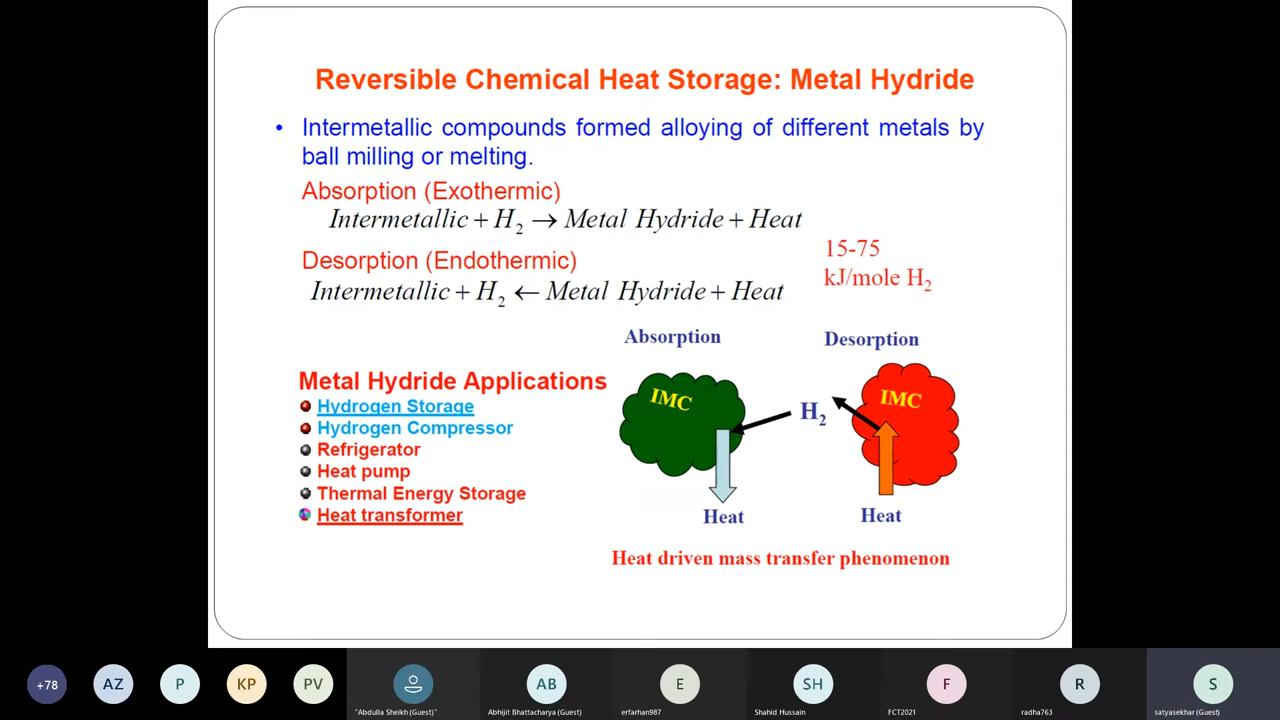 Reversible Chemical Heat Storage: Metal Hydride
• Intermetallic compounds formed alloying of different metals by
ball milling or melting.
Absorption (Exothermic)
Intermetallic + H2 → Metal Hydride + Heat
Desorption (Endothermic)
Intermetallic + H2 ← Metal Hydride + Heat
15-75
kJ/mole H2
Absorption
Desorption
Metal Hydride Applications
Hydrogen Storage
Hydrogen Compressor
Refrigerator
Heat pump
Thermal Energy Storage
Heat transformer
IMC
H2
IMC
Heat
Heat
Heat driven mass transfer phenomenon
+78
AZ
P
KP
PV
"Abdulla Sheikh (Guest)"
AB
Abhijit Bhattacharya (Guest)
E
erfarhan987
SH
Shahid Hussain
F
FCT2021
R
radha763
S
satyasekhar (Guest)